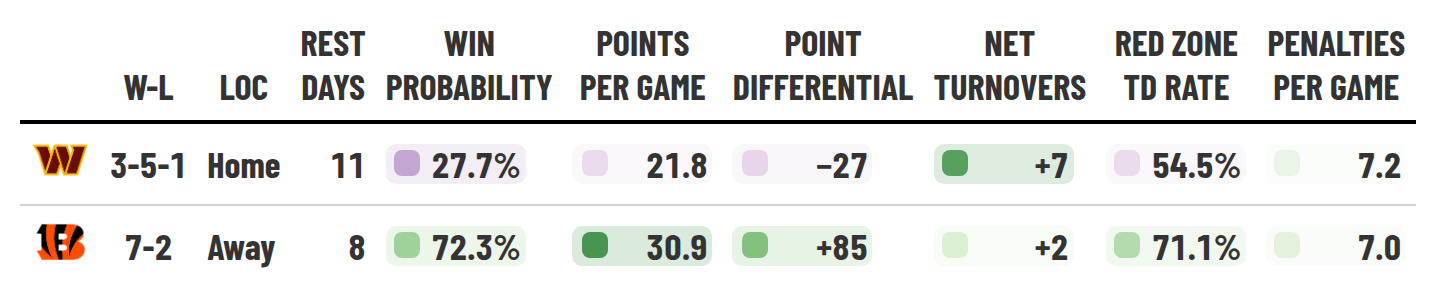 W-L LOC REST DAYS WIN PROBABILITY POINTS PER GAME POINT DIFFERENTIAL NET TURNOVERS RED ZONE TD RATE PENALTIES PER GAME
W 3-5-1 Home 11 27.7% 21.8 −27 +7 54.5% 7.2
B 7-2 Away 8 72.3% 30.9 +85 +2 71.1% 7.0